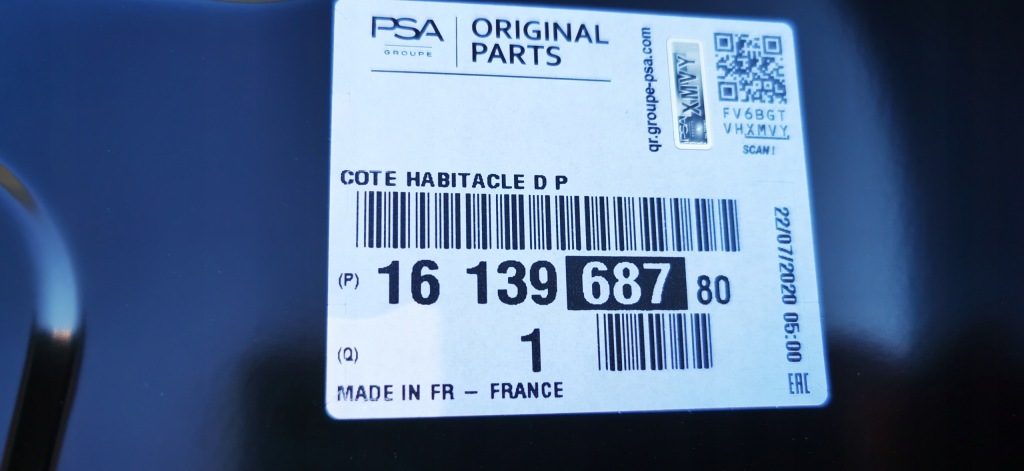 PSA
GROUPE
ORIGINAL
PARTS
qr.groupe-psa.com
PSA
XMVY
FV6BGT
VHXMVY
SCAN!
COTE HABITACLE D P
(P) 16 139 687 80
(Q) 1
MADE IN FR – FRANCE
22/07/2020 05:00
EAC